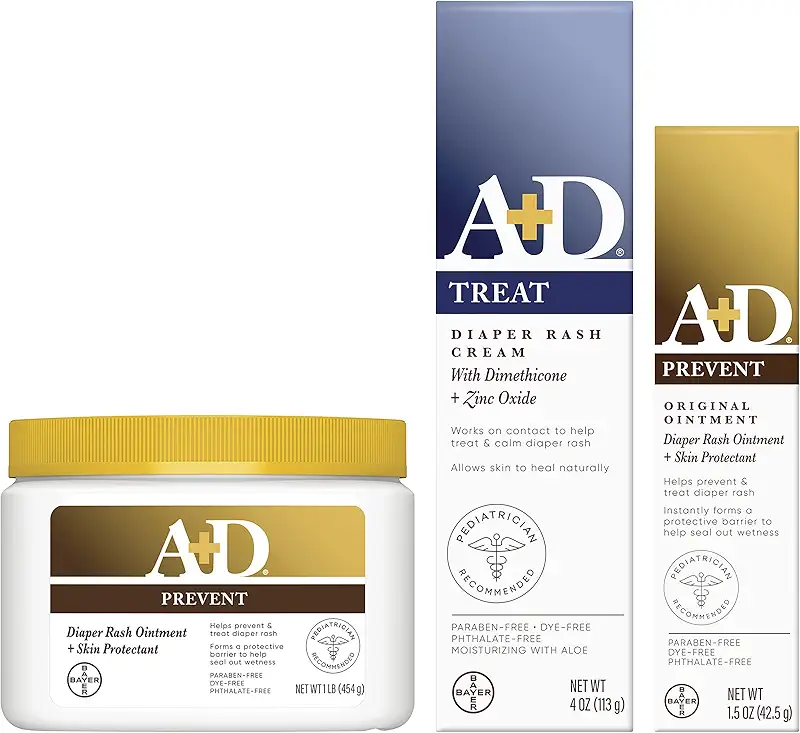 A+D®
PREVENT
Diaper Rash Ointment
+ Skin Protectant
Helps prevent &
treat diaper rash
Forms a protective
barrier to help
seal out wetness
PARABEN-FREE
DYE-FREE
PHTHALATE-FREE
PEDIATRICIAN
RECOMMENDED
BAYER
BAYER
NET WT 1 LB (454 g)
A+D®
TREAT
DIAPER RASH
CREAM
With Dimethicone
+ Zinc Oxide
Works on contact to help
treat & calm diaper rash
Allows skin to heal naturally
PEDIATRICIAN
RECOMMENDED
PARABEN-FREE • DYE-FREE
PHTHALATE-FREE
MOISTURIZING WITH ALOE
BAYER
BAYER
NET WT
4 OZ (113 g)
A+D®
PREVENT
ORIGINAL
OINTMENT
Diaper Rash Ointment
+ Skin Protectant
Helps prevent &
treat diaper rash
Instantly forms a
protective barrier to
help seal out wetness
PEDIATRICIAN
RECOMMENDED
PARABEN-FREE
DYE-FREE
PHTHALATE-FREE
BAYER
BAYER
NET WT
1.5 OZ (42.5 g)